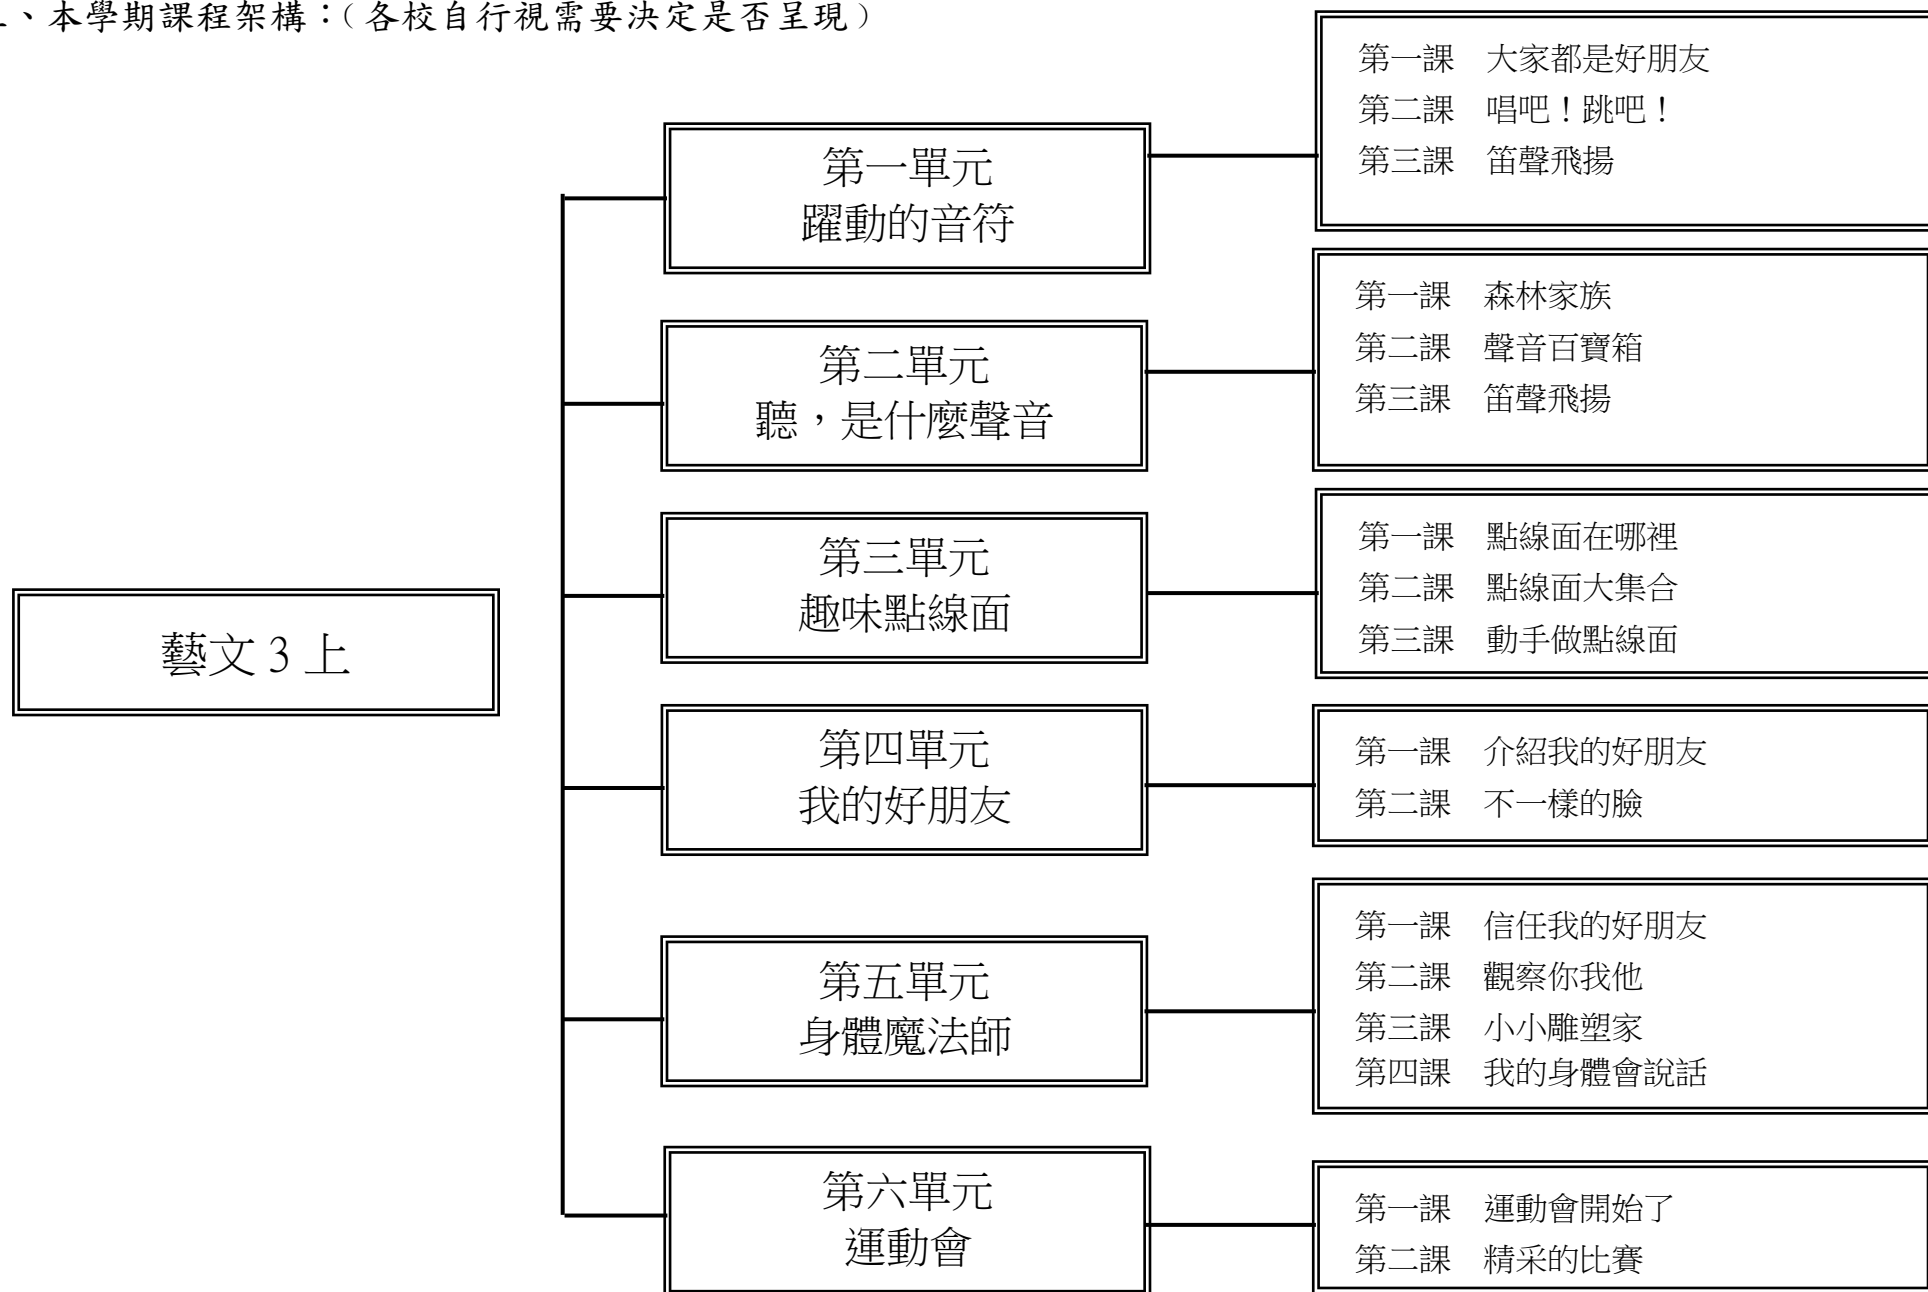 、本學期課程架構：（各校自行視需要決定是否呈現）
藝文 3 上
第一單元
躍動的音符
第一課　大家都是好朋友
第二課　唱吧！跳吧！
第三課　笛聲飛揚
第二單元
聽，是什麼聲音
第一課　森林家族
第二課　聲音百寶箱
第三課　笛聲飛揚
第三單元
趣味點線面
第一課　點線面在哪裡
第二課　點線面大集合
第三課　動手做點線面
第四單元
我的好朋友
第一課　介紹我的好朋友
第二課　不一樣的臉
第五單元
身體魔法師
第一課　信任我的好朋友
第二課　觀察你我他
第三課　小小雕塑家
第四課　我的身體會說話
第六單元
運動會
第一課　運動會開始了
第二課　精采的比賽